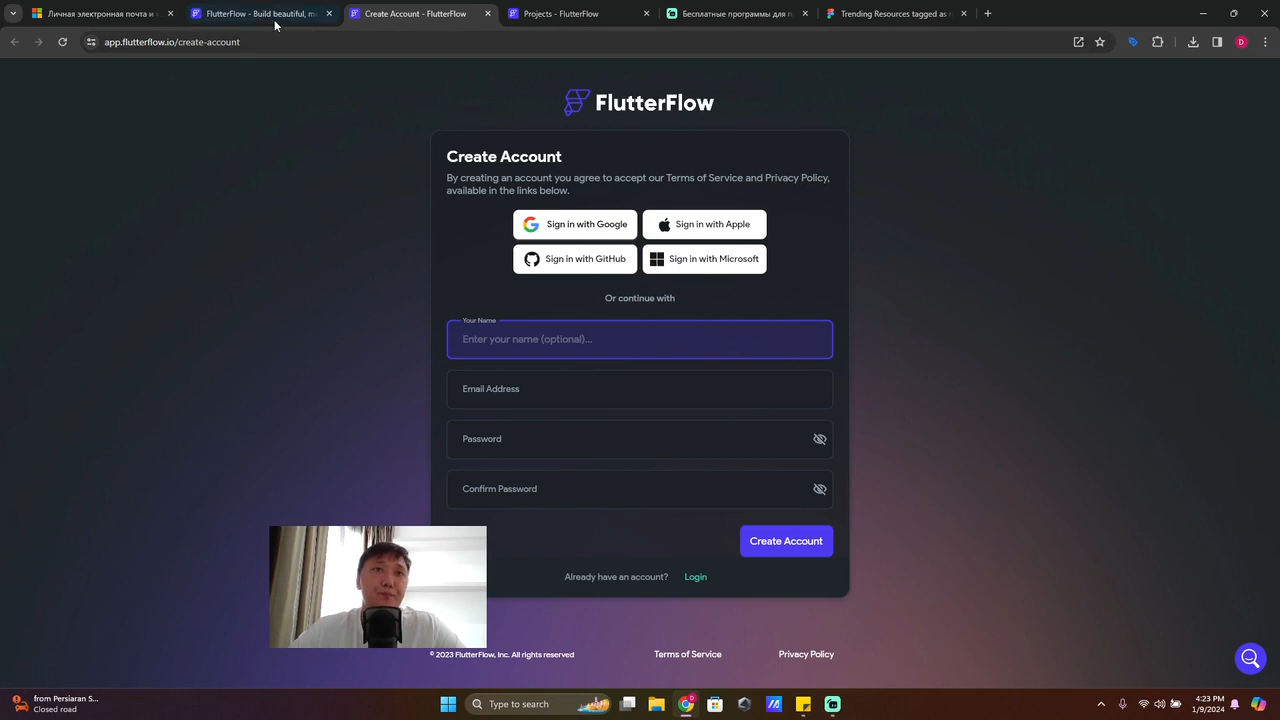 Личная электронная почта и к
FlutterFlow - Build beautiful, mo
Create Account - FlutterFlow
Projects - FlutterFlow
Бесплатные программы для п
Trending Resources tagged as
app.flutterflow.io/create-account
D
FlutterFlow
Create Account
By creating an account you agree to accept our Terms of Service and Privacy Policy,
available in the links below.
Sign in with Google
Sign in with Apple
Sign in with GitHub
Sign in with Microsoft
Or continue with
Your Name
Enter your name (optional)...
Email Address
Password
Confirm Password
Create Account
Already have an account? Login
© 2023 FlutterFlow, Inc. All rights reserved
Terms of Service
Privacy Policy
from Persiaran S...
Closed road
Type to search
4:23 PM
1/9/2024